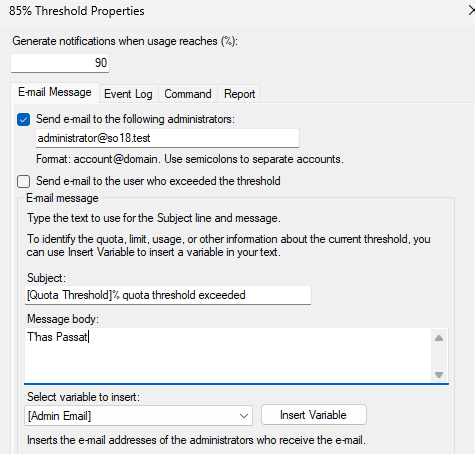 85% Threshold Properties
Generate notifications when usage reaches (%):
90
E-mail Message Event Log Command Report
Send e-mail to the following administrators:
administrator@so18.test
Format: account@domain. Use semicolons to separate accounts.
Send e-mail to the user who exceeded the threshold
E-mail message
Type the text to use for the Subject line and message.
To identify the quota, limit, usage, or other information about the current threshold, you
can use Insert Variable to insert a variable in your text.
Subject:
[Quota Threshold]% quota threshold exceeded
Message body:
T'has Passat
Select variable to insert:
[Admin Email] Insert Variable
Inserts the e-mail addresses of the administrators who receive the e-mail.